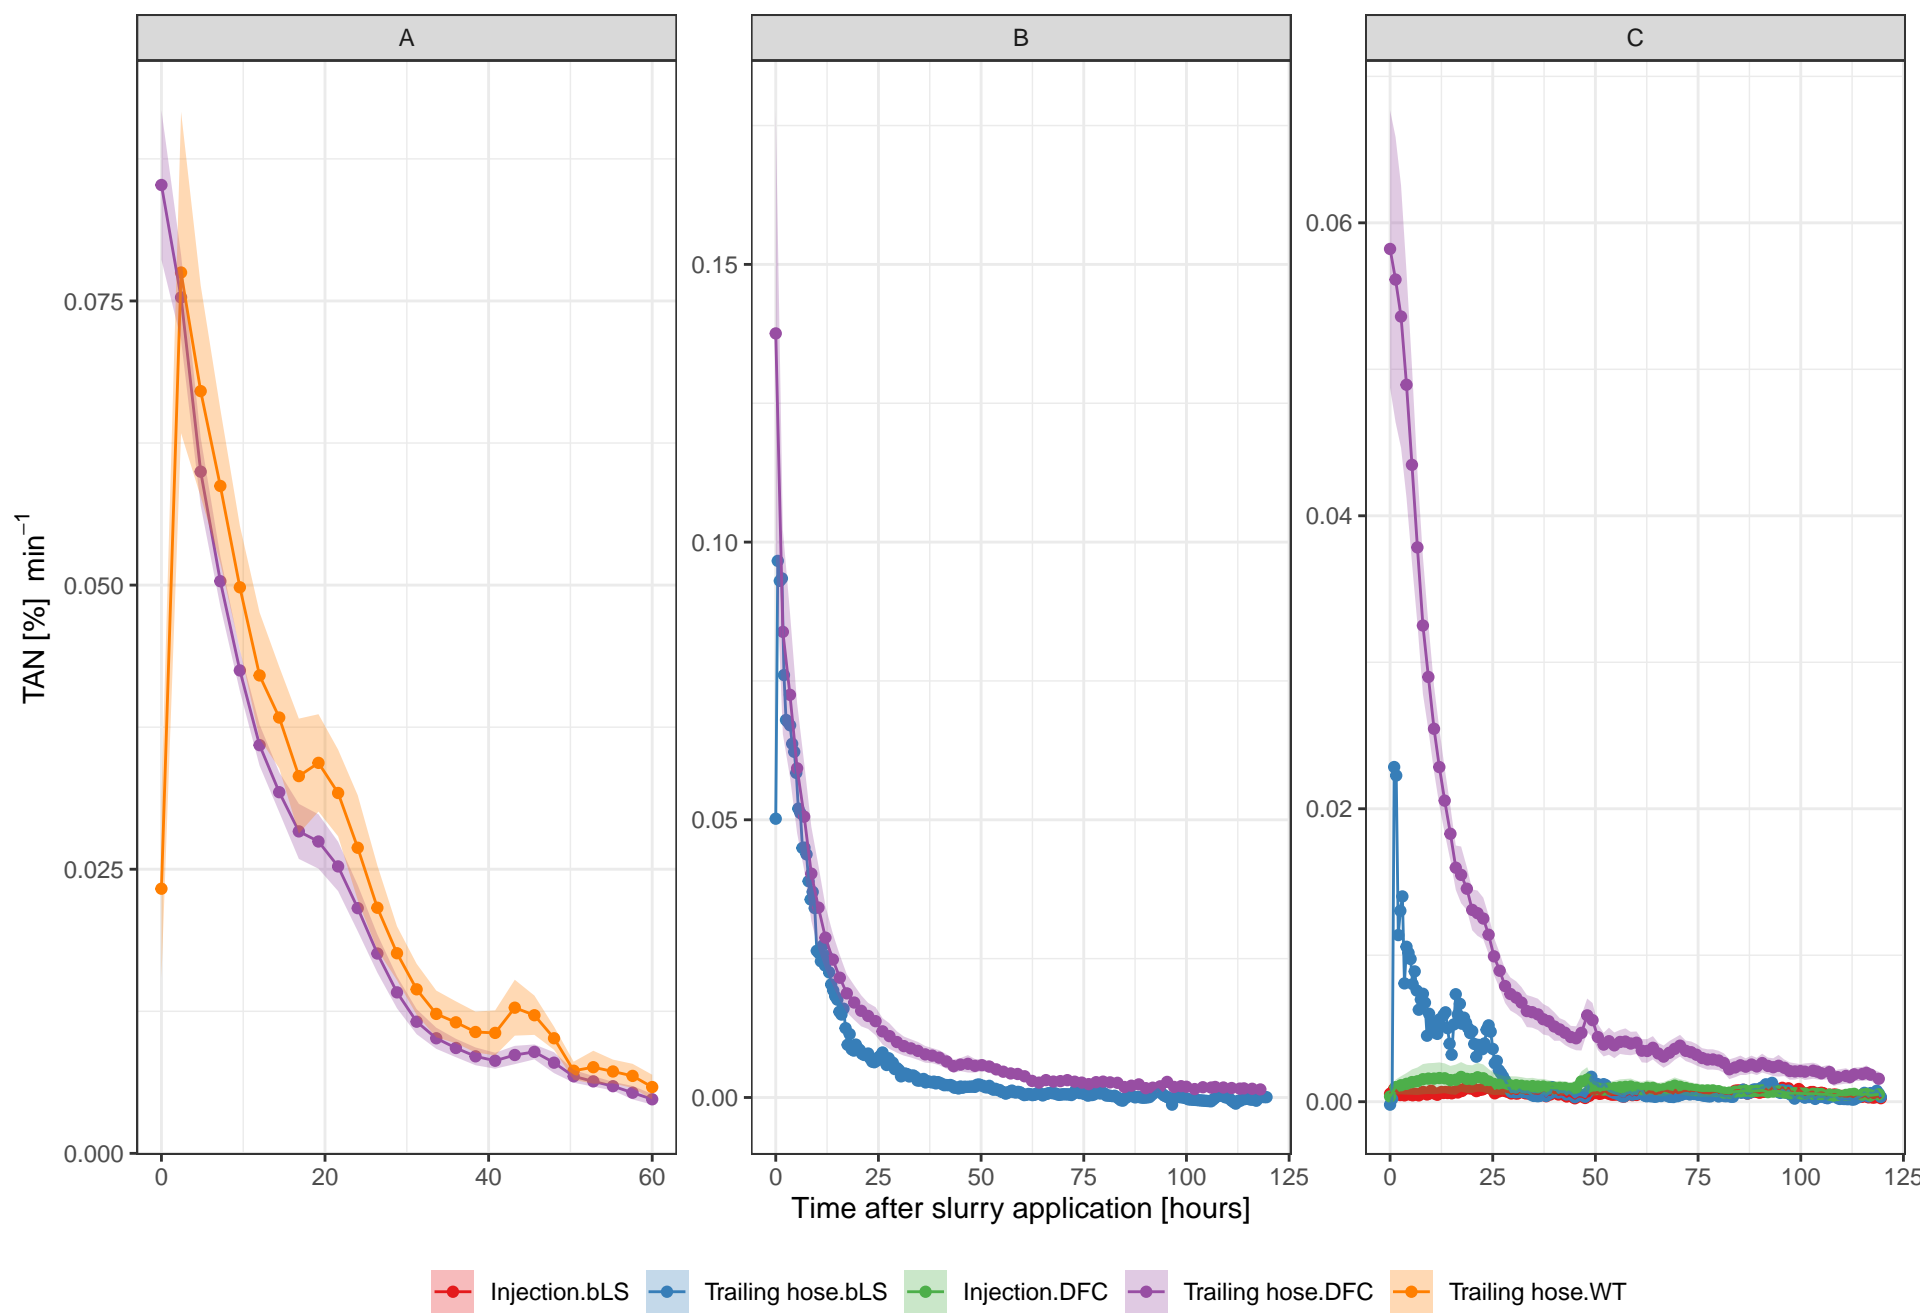 A B C
TAN [%] min⁻¹
0.075
0.050
0.025
0.000
0 20 40 60
0.15
0.10
0.05
0.00
0 25 50 75 100 125
0.06
0.04
0.02
0.00
0 25 50 75 100 125
Time after slurry application [hours]
Injection.bLS Trailing hose.bLS Injection.DFC Trailing hose.DFC Trailing hose.WT